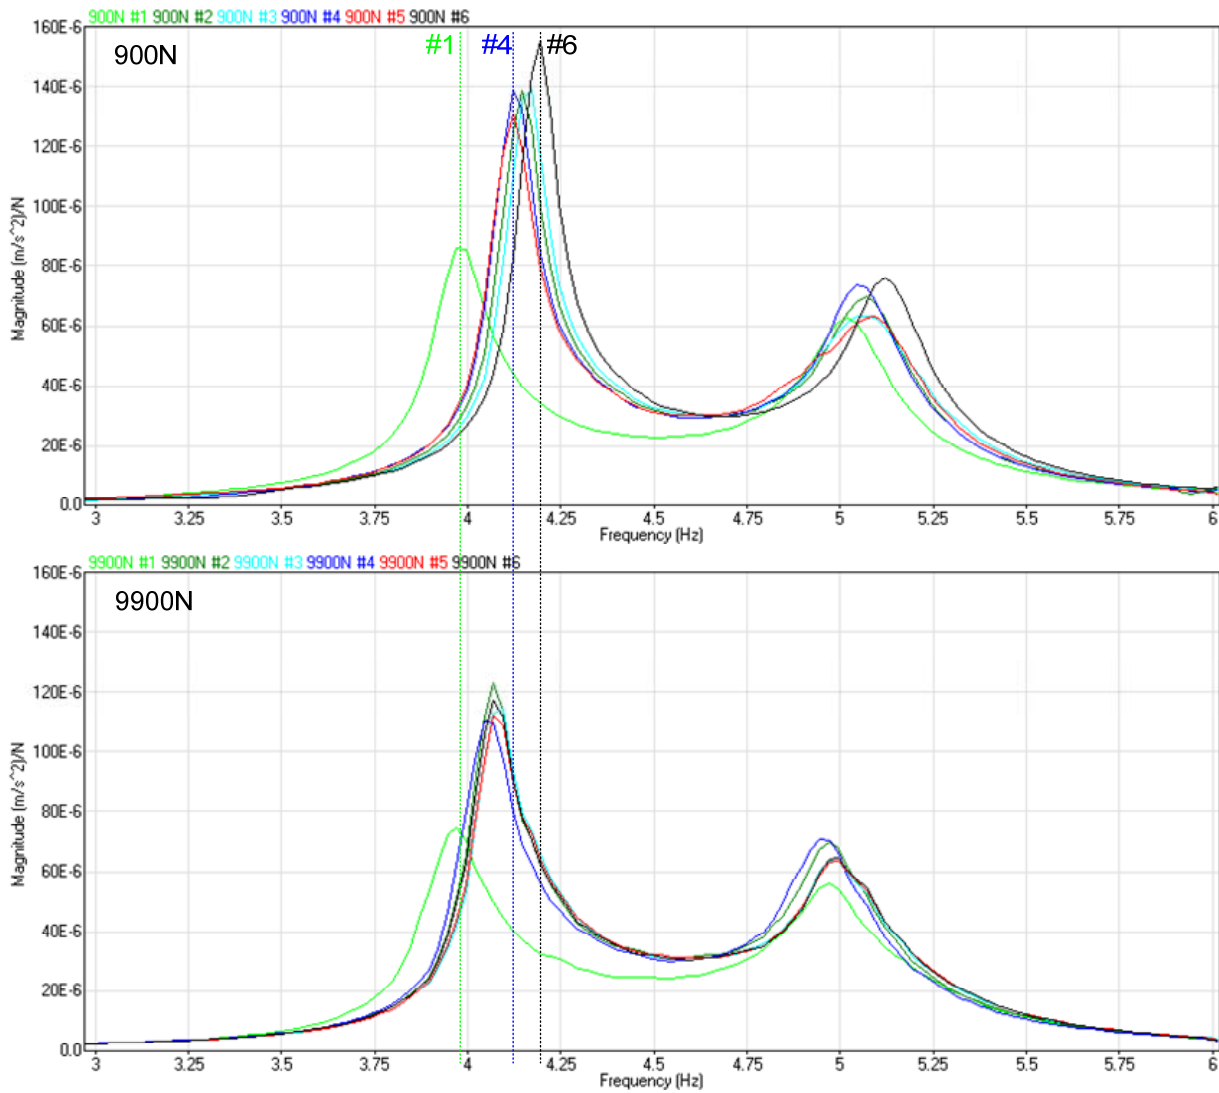 900N #1 900N #2 900N #3 900N #4 900N #5 900N #6
160E-6
#1 #4 #6
900N
140E-6
120E-6
100E-6
80E-6
60E-6
40E-6
20E-6
0.0
Magnitude (m/s^2)/N
3 3.25 3.5 3.75 4 4.25 4.5 4.75 5 5.25 5.5 5.75 6
Frequency (Hz)
9900N #1 9900N #2 9900N #3 9900N #4 9900N #5 9900N #6
160E-6
9900N
140E-6
120E-6
100E-6
80E-6
60E-6
40E-6
20E-6
0.0
Magnitude (m/s^2)/N
3 3.25 3.5 3.75 4 4.25 4.5 4.75 5 5.25 5.5 5.75 6
Frequency (Hz)